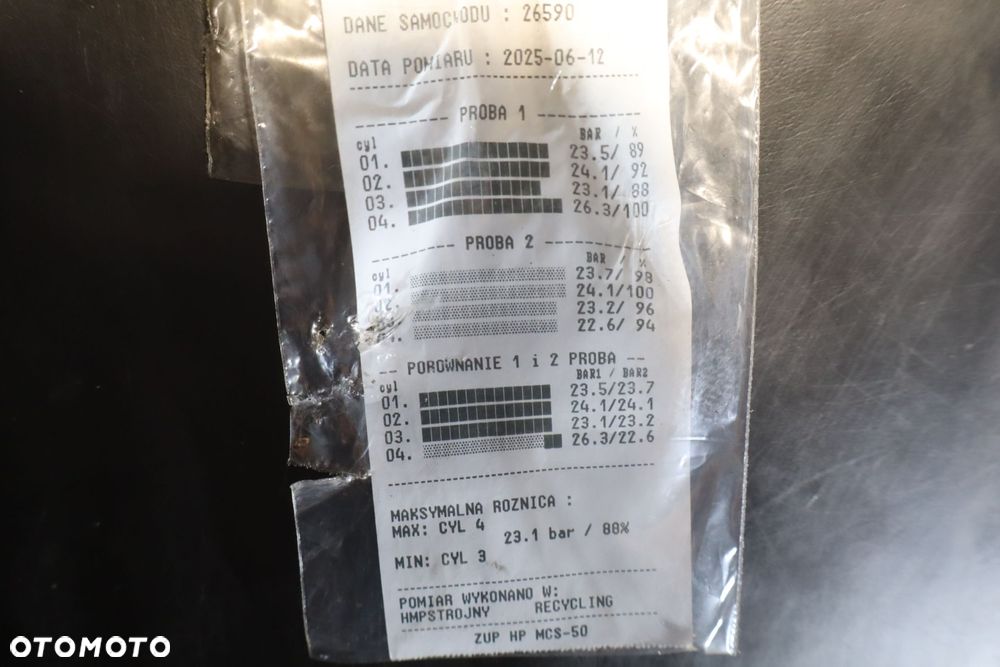 DANE SAMOCHODU : 26590
DATA POMIARU : 2025-06-12
PROBA 1
cyl BAR / %
01. 23.5/ 89
02. 24.1/ 92
03. 23.1/ 88
04. 26.3/100
PROBA 2
cyl BAR / %
01. 23.7/ 98
24.1/100
23.2/ 96
22.6/ 94
-- POROWNANIE 1 i 2 PROBA --
cyl BAR1 / BAR2
01. 23.5/23.7
02. 24.1/24.1
03. 23.1/23.2
04. 26.3/22.6
MAKSYMALNA ROZNICA :
MAX: CYL 4
23.1 bar / 88%
MIN: CYL 3
POMIAR WYKONANO W:
HMPSTROJNY RECYCLING
ZUP HP MCS-50
OTOMOTO